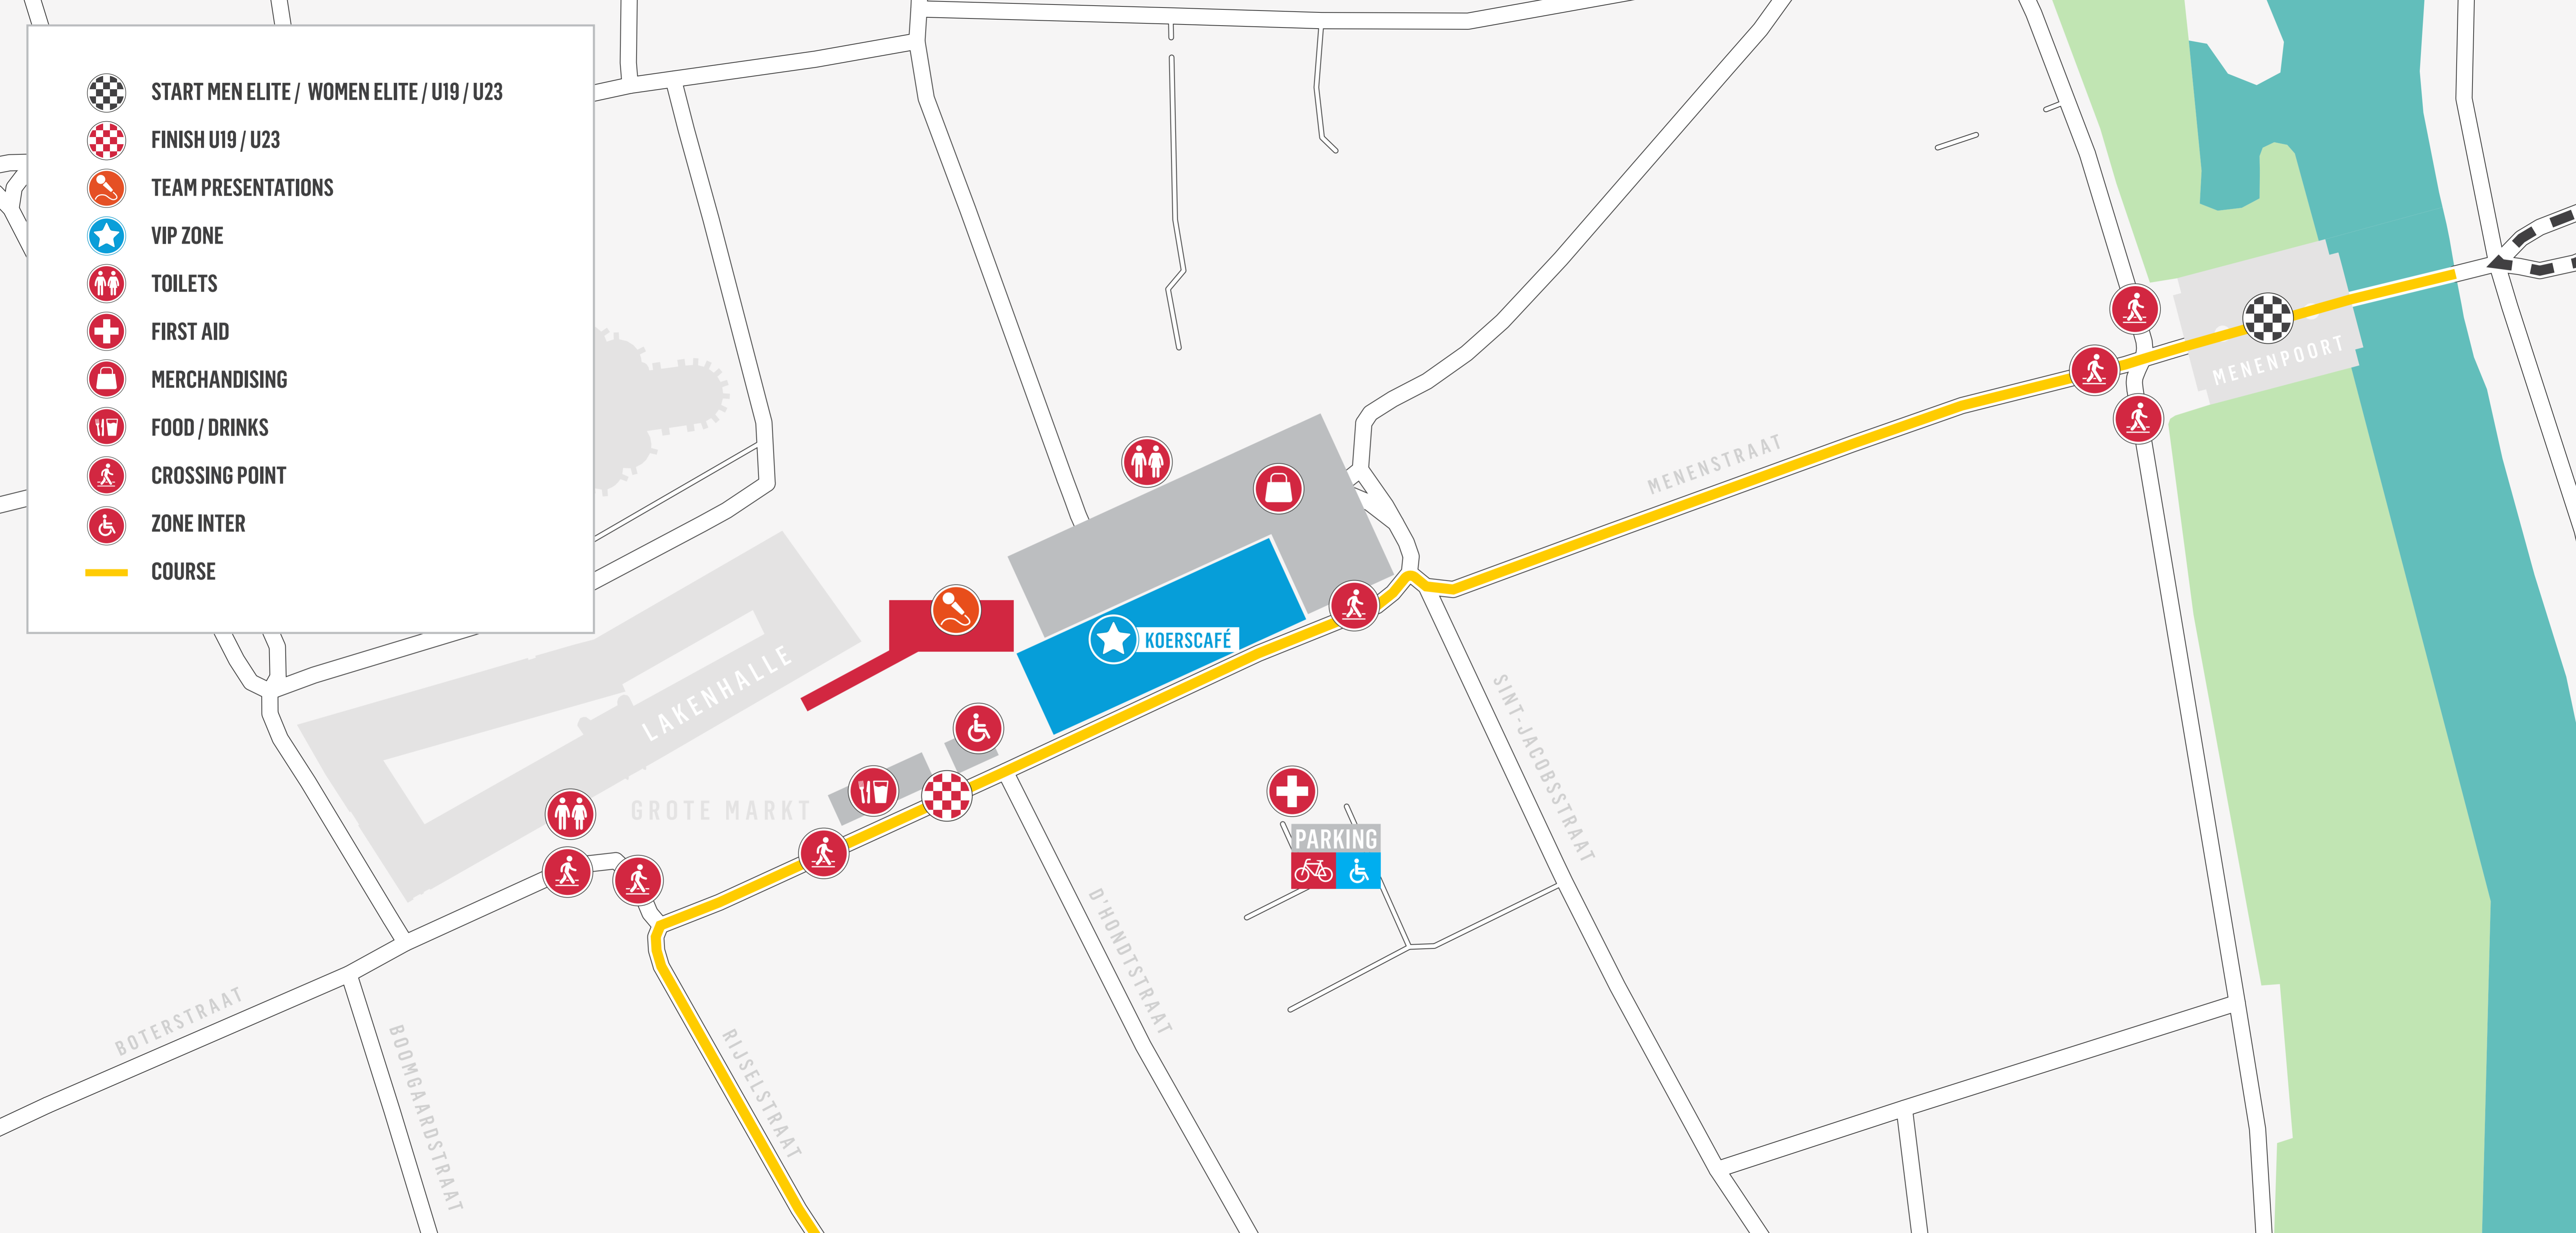 START MEN ELITE / WOMEN ELITE / U19 / U23
FINISH U19 / U23
TEAM PRESENTATIONS
VIP ZONE
TOILETS
FIRST AID
MERCHANDISING
FOOD / DRINKS
CROSSING POINT
ZONE INTER
COURSE
MENENPOORT
MENENSTRAAT
KOERSCAFÉ
LAKENHALLE
GROTE MARKT
SINT-JACOBSSTRAAT
PARKING
D'HONDTSTRAAT
BOTERSTRAAT
BOOMGAARDSTRAAT
RIJSELSTRAAT